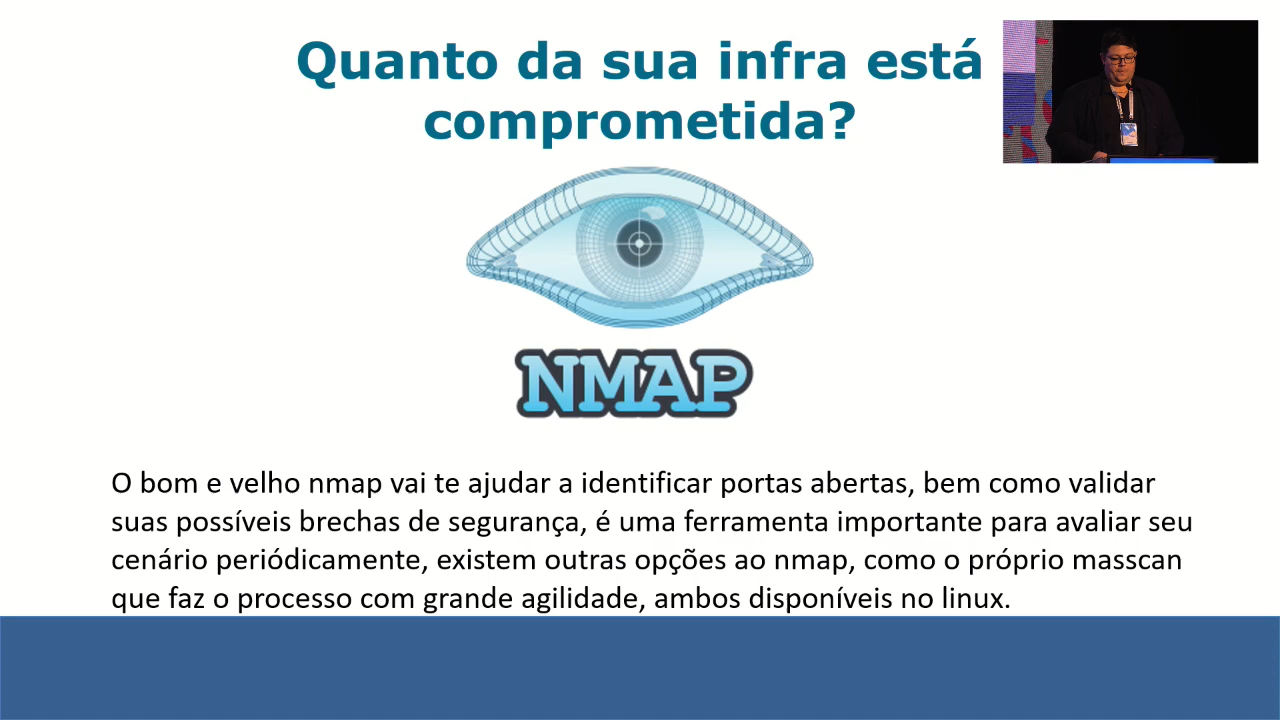 Quanto da sua infra está
comprometida?
NMAP
O bom e velho nmap vai te ajudar a identificar portas abertas, bem como validar
suas possíveis brechas de segurança, é uma ferramenta importante para avaliar seu
cenário periódicamente, existem outras opções ao nmap, como o próprio masscan
que faz o processo com grande agilidade, ambos disponíveis no linux.